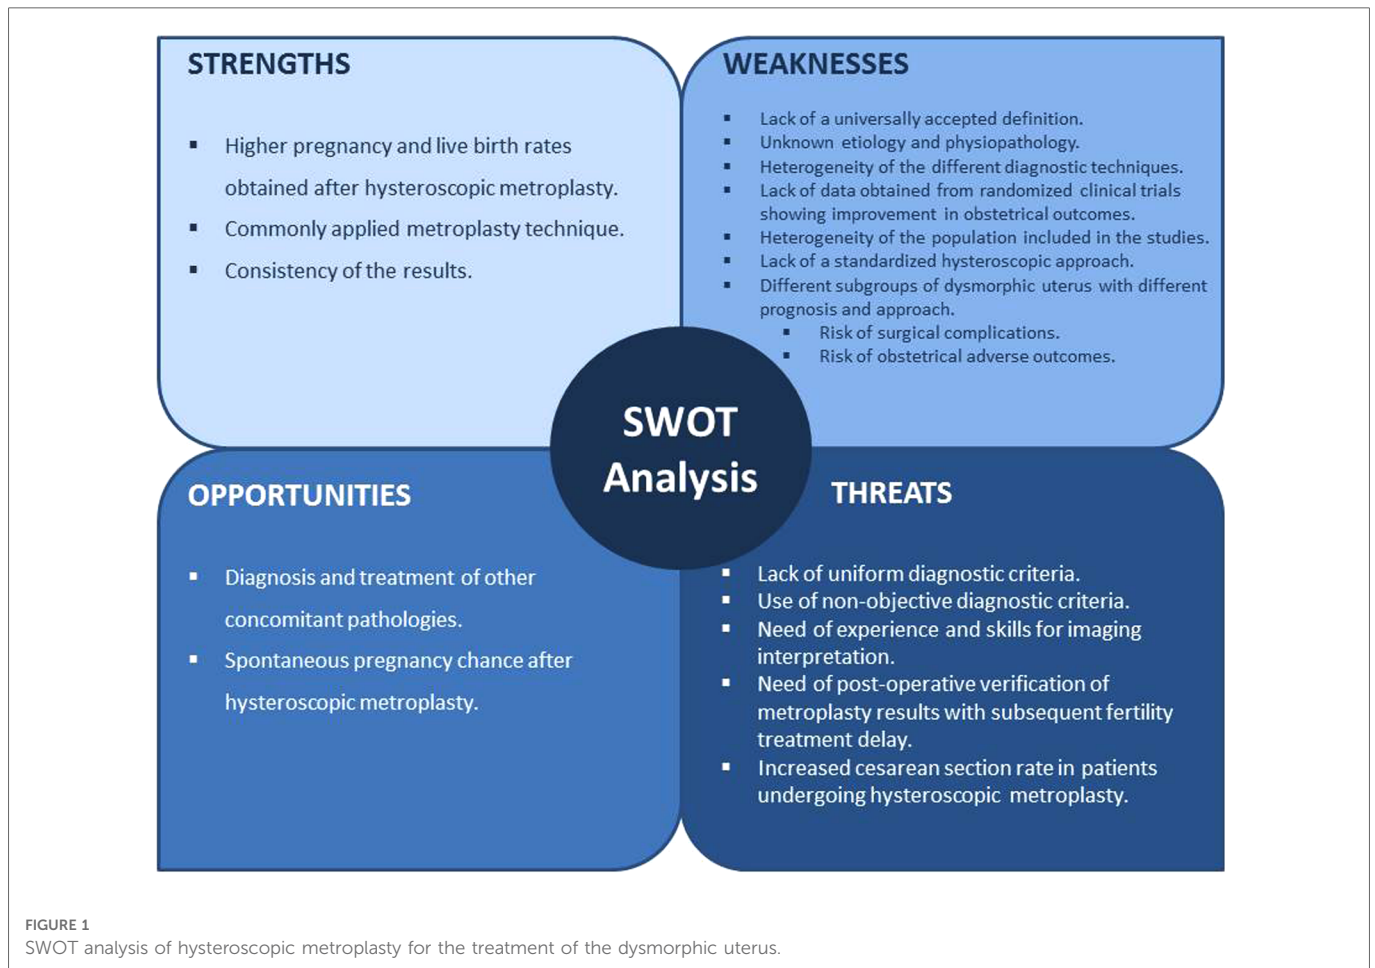 STRENGTHS
▪ Higher pregnancy and live birth rates
obtained after hysteroscopic metroplasty.
▪ Commonly applied metroplasty technique.
▪ Consistency of the results.
WEAKNESSES
▪ Lack of a universally accepted definition.
▪ Unknown etiology and physiopathology.
▪ Heterogeneity of the different diagnostic techniques.
▪ Lack of data obtained from randomized clinical trials
showing improvement in obstetrical outcomes.
▪ Heterogeneity of the population included in the studies.
▪ Lack of a standardized hysteroscopic approach.
▪ Different subgroups of dysmorphic uterus with different
prognosis and approach.
▪ Risk of surgical complications.
▪ Risk of obstetrical adverse outcomes.
SWOT
Analysis
OPPORTUNITIES
▪ Diagnosis and treatment of other
concomitant pathologies.
▪ Spontaneous pregnancy chance after
hysteroscopic metroplasty.
THREATS
▪ Lack of uniform diagnostic criteria.
▪ Use of non-objective diagnostic criteria.
▪ Need of experience and skills for imaging
interpretation.
▪ Need of post-operative verification of
metroplasty results with subsequent fertility
treatment delay.
▪ Increased cesarean section rate in patients
undergoing hysteroscopic metroplasty.
FIGURE 1
SWOT analysis of hysteroscopic metroplasty for the treatment of the dysmorphic uterus.